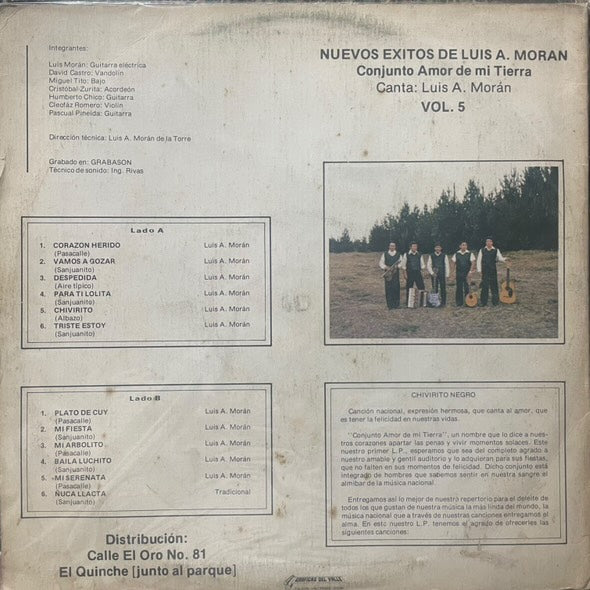 Integrantes:
Luis Morán: Guitarra eléctrica
David Castro: Vandolín
Miguel Tito: Bajo
Cristóbal Zurita: Acordeón
Humberto Chico: Guitarra
Cleofáz Romero: Violín
Pascual Pineida: Guitarra
Dirección técnica: Luis A. Morán de la Torre
Grabado en: GRABASON
Técnico de sonido: Ing. Rivas
NUEVOS EXITOS DE LUIS A. MORAN
Conjunto Amor de mi Tierra
Canta: Luis A. Morán
VOL. 5
Lado A
1. CORAZON HERIDO Luis A. Morán
(Pasacalle)
2. VAMOS A GOZAR Luis A. Morán
(Sanjuanito)
3. DESPEDIDA Luis A. Morán
(Aire típico)
4. PARA TI LOLITA Luis A. Morán
(Sanjuanito)
5. CHIVIRITO Luis A. Morán
(Albazo)
6. TRISTE ESTOY Luis A. Morán
(Sanjuanito)
Lado B
1. PLATO DE CUY Luis A. Morán
(Pasacalle)
2. MI FIESTA Luis A. Morán
(Sanjuanito)
3. MI ARBOLITO Luis A. Morán
(Pasacalle)
4. BAILA LUCHITO Luis A. Morán
(Sanjuanito)
5. MI SERENATA Luis A. Morán
(Pasacalle)
6. ÑUCA LLACTA Tradicional
(Sanjuanito)
Distribución:
Calle El Oro No. 81
El Quinche [junto al parque]
CHIVIRITO NEGRO
Canción nacional, expresión hermosa, que canta al amor, que
es tener la felicidad en nuestras vidas.
"Conjunto Amor de mi Tierra", un nombre que lo dice a nues-
tros corazones apartar las penas y vivir momentos solaces. Es
nuestro primer L.P., esperamos que sea del completo agrado a
nuestro amable y gentil auditorio y lo adquieran para sus fiestas,
que no falten en sus momentos de felicidad. Dicho conjunto está
integrado de hombres que sabemos sentir en nuestra sangre el
almíbar de la música nacional.
Entregamos así lo mejor de nuestro repertorio para el deleite de
todos los que gustan de nuestra música la más linda del mundo, la
música nacional que a través de nuestras canciones entregamos el
alma. En este nuestro L.P. tenemos el agrado de ofrecerles las
siguientes canciones:
GRAFICAS DEL VALLE